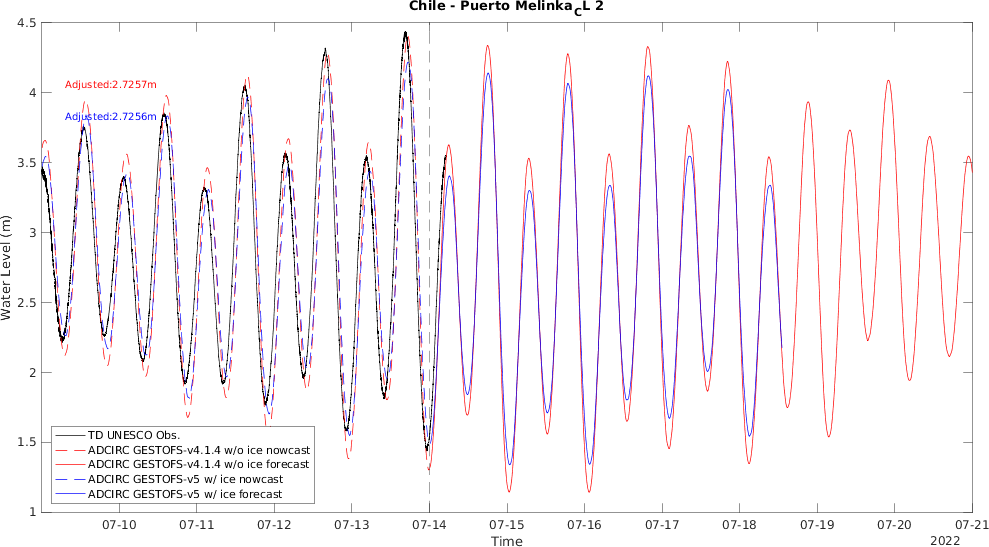 Chile - Puerto MelinkaCL 2
4.5
4
3.5
3
2.5
2
1.5
1
Water Level (m)
Adjusted:2.7257m
Adjusted:2.7256m
TD UNESCO Obs.
ADCIRC GESTOFS-v4.1.4 w/o ice nowcast
ADCIRC GESTOFS-v4.1.4 w/o ice forecast
ADCIRC GESTOFS-v5 w/ ice nowcast
ADCIRC GESTOFS-v5 w/ ice forecast
07-10 07-11 07-12 07-13 07-14 07-15 07-16 07-17 07-18 07-19 07-20 07-21
Time
2022